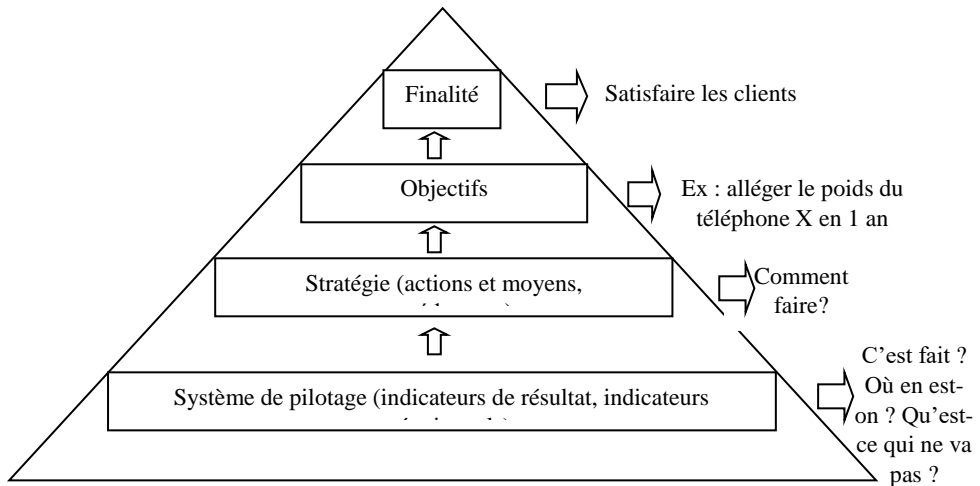 Finalité
Satisfaire les clients
Objectifs
Ex : alléger le poids du
téléphone X en 1 an
Stratégie (actions et moyens,
Comment
faire?
Système de pilotage (indicateurs de résultat, indicateurs
C’est fait ?
Où en est-
on ? Qu’est-
ce qui ne va
pas ?